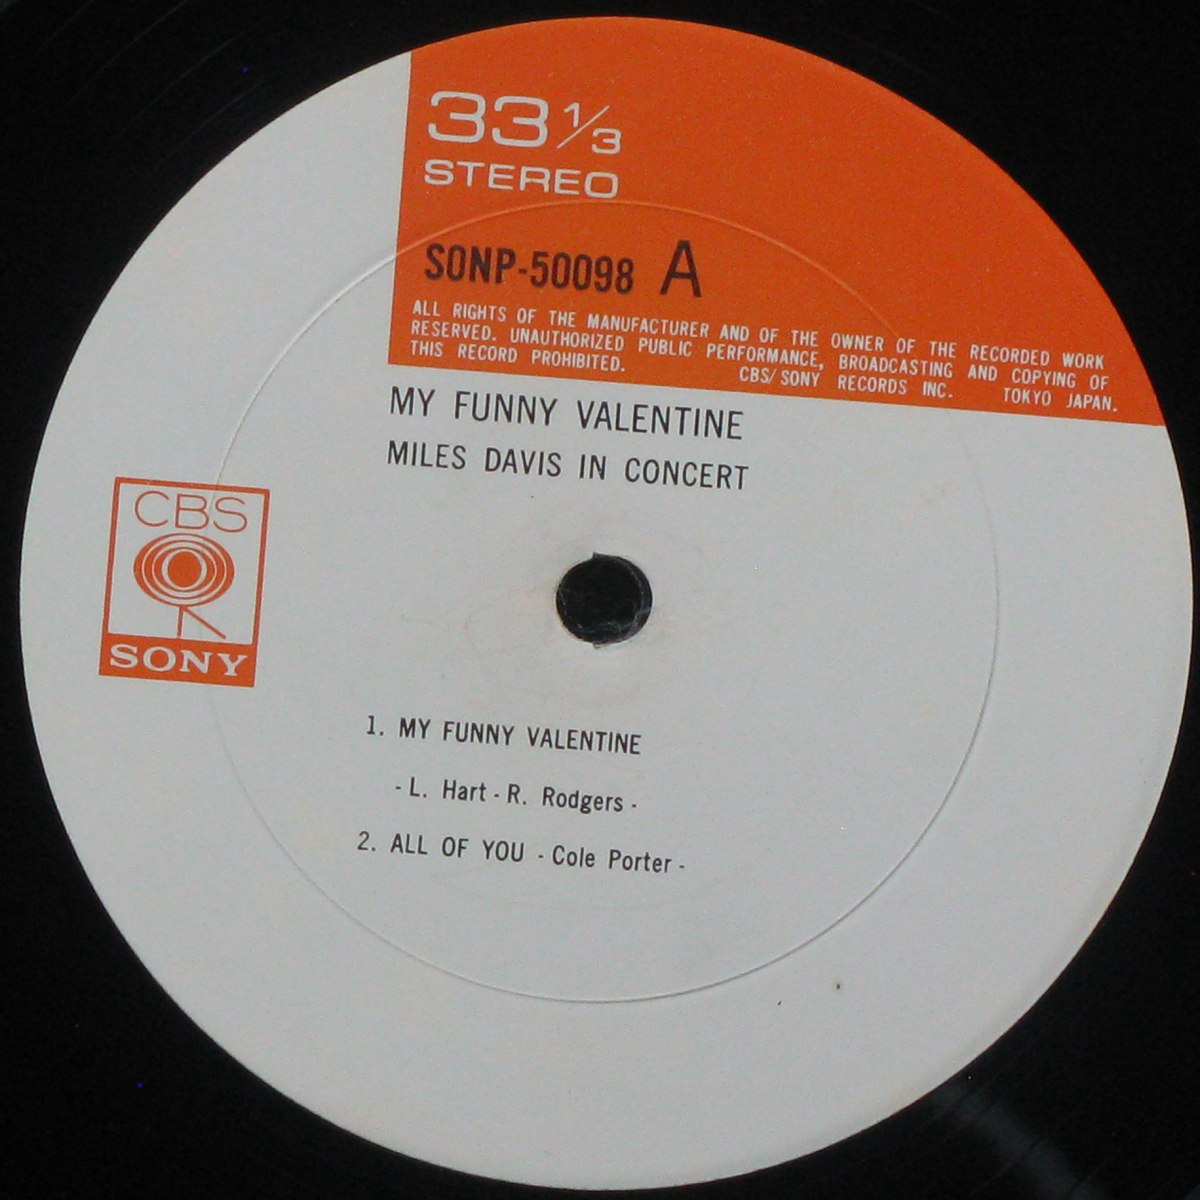 33 1/3
STEREO
SONP-50098 A
ALL RIGHTS OF THE MANUFACTURER AND OF THE OWNER OF THE RECORDED WORK
RESERVED. UNAUTHORIZED PUBLIC PERFORMANCE, BROADCASTING AND COPYING OF
THIS RECORD PROHIBITED. CBS/SONY RECORDS INC. TOKYO JAPAN.
MY FUNNY VALENTINE
MILES DAVIS IN CONCERT
CBS
SONY
1. MY FUNNY VALENTINE
- L. Hart - R. Rodgers -
2. ALL OF YOU - Cole Porter -